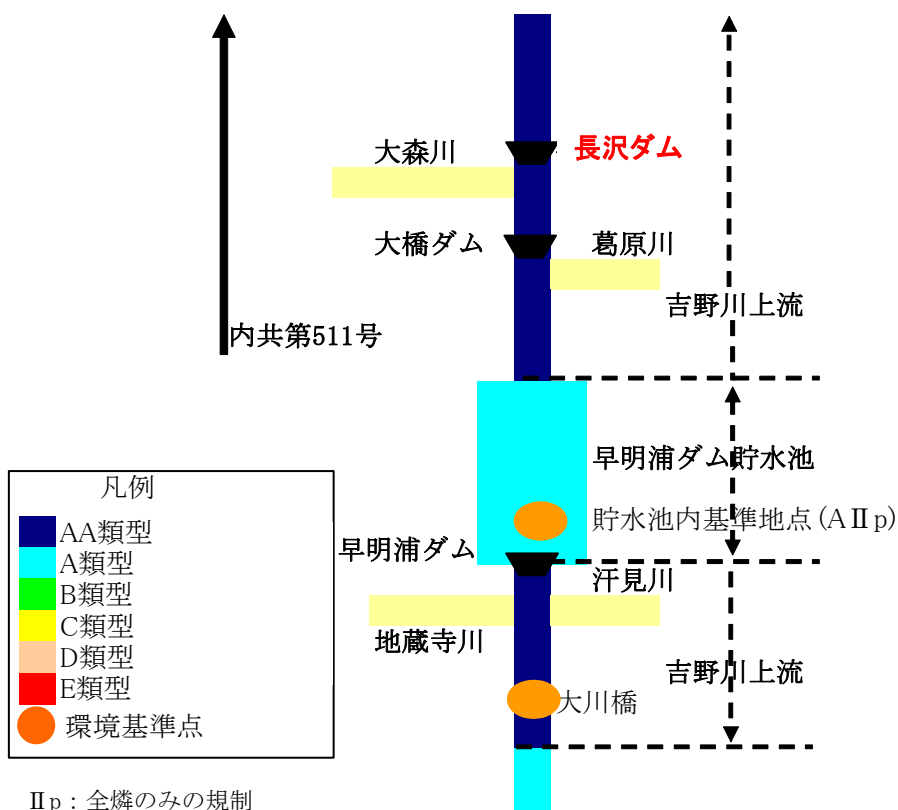 大森川
長沢ダム
大橋ダム
葛原川
吉野川上流
内共第511号
早明浦ダム貯水池
貯水池内基準地点(AⅡp)
早明浦ダム
汗見川
地蔵寺川
吉野川上流
大川橋
凡例
AA類型
A類型
B類型
C類型
D類型
E類型
環境基準点
Ⅱp：全燐のみの規制